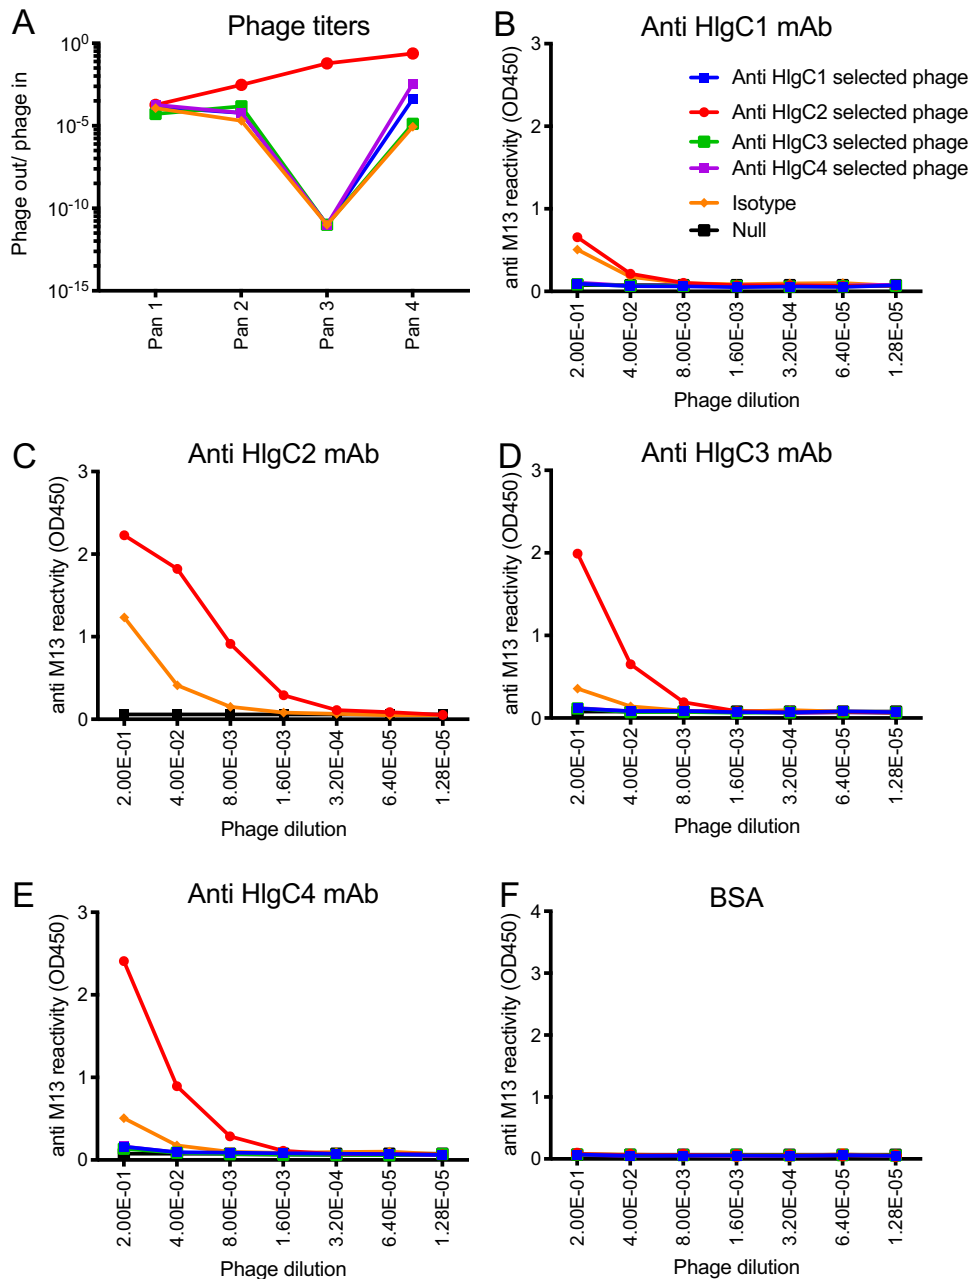 A
Phage titers
Phage out/ phage in
10^0
10^-5
10^-10
10^-15
Pan 1
Pan 2
Pan 3
Pan 4
B
Anti HlgC1 mAb
anti M13 reactivity (OD450)
3
2
1
0
Anti HlgC1 selected phage
Anti HlgC2 selected phage
Anti HlgC3 selected phage
Anti HlgC4 selected phage
Isotype
Null
2.00E-01
4.00E-02
8.00E-03
1.60E-03
3.20E-04
6.40E-05
1.28E-05
Phage dilution
C
Anti HlgC2 mAb
anti M13 reactivity (OD450)
3
2
1
0
2.00E-01
4.00E-02
8.00E-03
1.60E-03
3.20E-04
6.40E-05
1.28E-05
Phage dilution
D
Anti HlgC3 mAb
anti M13 reactivity (OD450)
3
2
1
0
2.00E-01
4.00E-02
8.00E-03
1.60E-03
3.20E-04
6.40E-05
1.28E-05
Phage dilution
E
Anti HlgC4 mAb
anti M13 reactivity (OD450)
3
2
1
0
2.00E-01
4.00E-02
8.00E-03
1.60E-03
3.20E-04
6.40E-05
1.28E-05
Phage dilution
F
BSA
anti M13 reactivity (OD450)
4
3
2
1
0
2.00E-01
4.00E-02
8.00E-03
1.60E-03
3.20E-04
6.40E-05
1.28E-05
Phage dilution